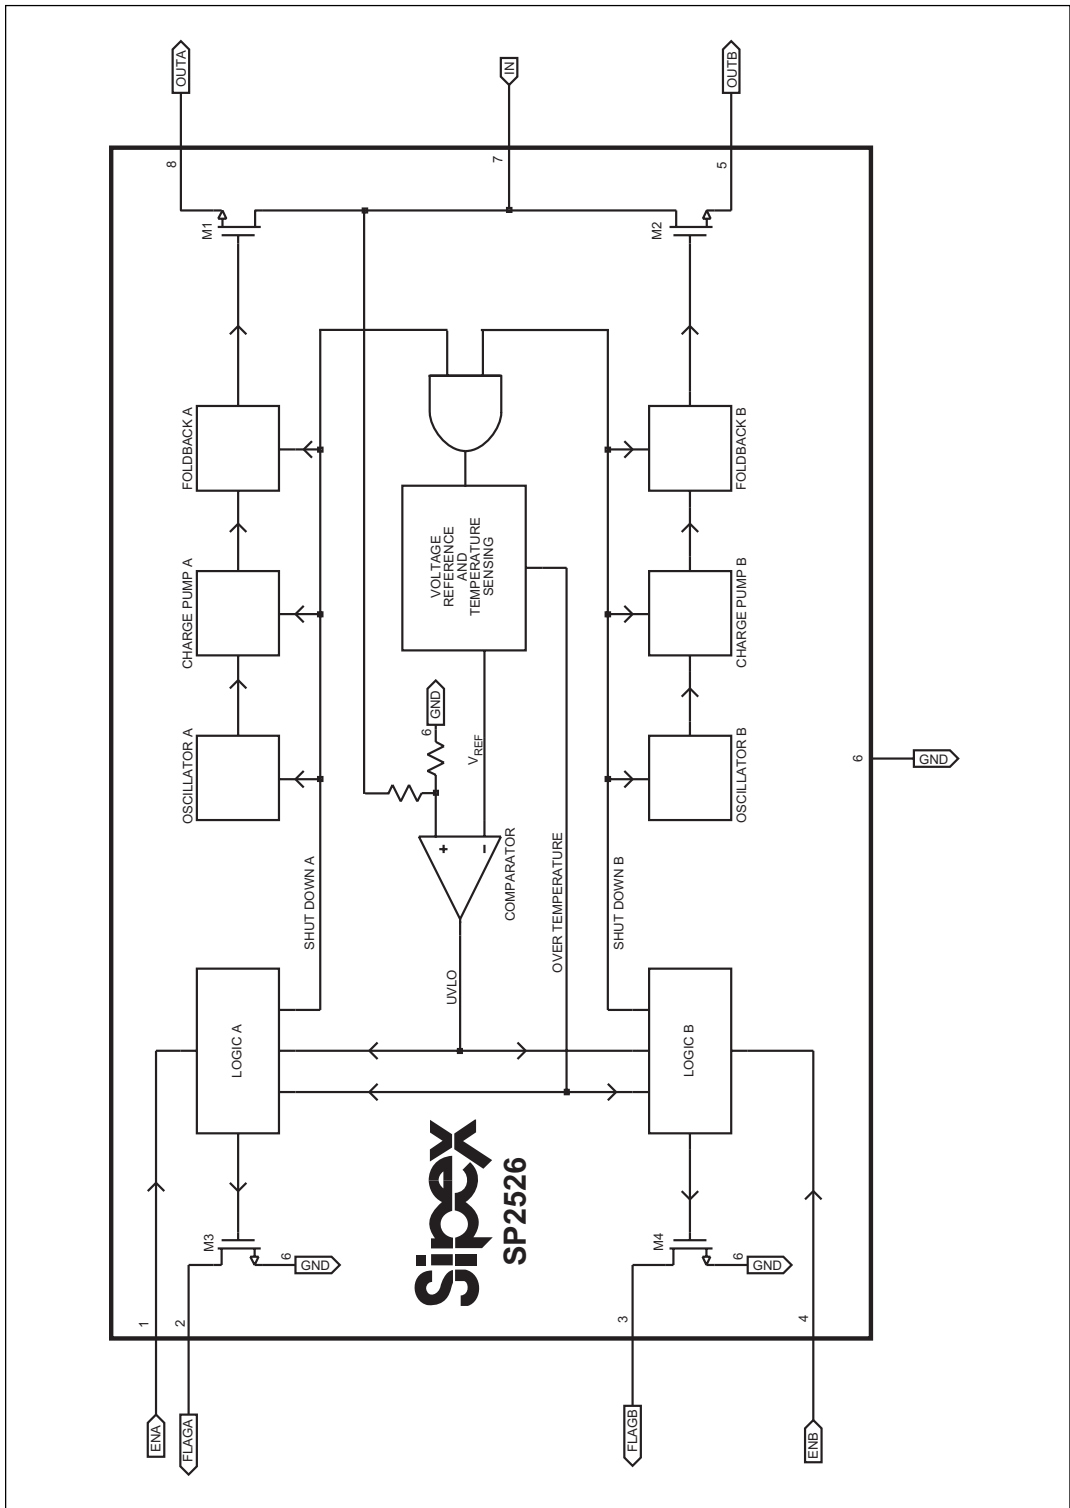 OUTA
IN
OUTB
8
7
5
M1
M2
FOLDBACK A
FOLDBACK B
VOLTAGE
REFERENCE
AND
TEMPERATURE
SENSING
CHARGE PUMP A
CHARGE PUMP B
GND
6
VREF
OSCILLATOR A
OSCILLATOR B
6
GND
+
–
COMPARATOR
SHUT DOWN A
OVER TEMPERATURE
SHUT DOWN B
UVLO
LOGIC A
LOGIC B
Sipex
SP2526
M3
6
GND
M4
6
GND
1
2
3
4
ENA
FLAGA
FLAGB
ENB